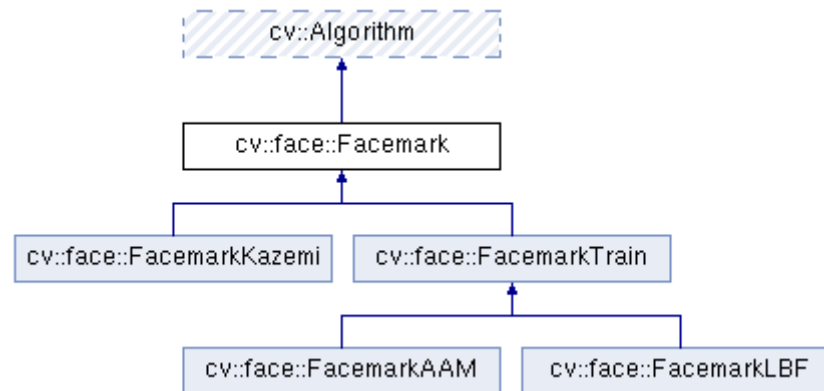 cv::Algorithm
cv::face::Facemark
cv::face::FacemarkKazemi
cv::face::FacemarkTrain
cv::face::FacemarkAAM
cv::face::FacemarkLBF